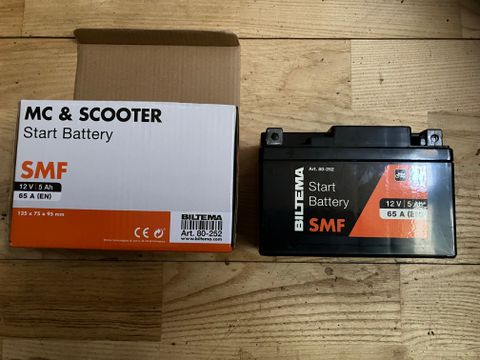 MC & SCOOTER
Start Battery
SMF
12 V | 5 Ah
65 A (EN)
135 x 75 x 95 mm
CE
BILTEMA
www.biltema.com
Art. 80-252
BILTEMA
Art. 80-252
Start
Battery
12 V | 5 Ah
65 A (EN)
SMF